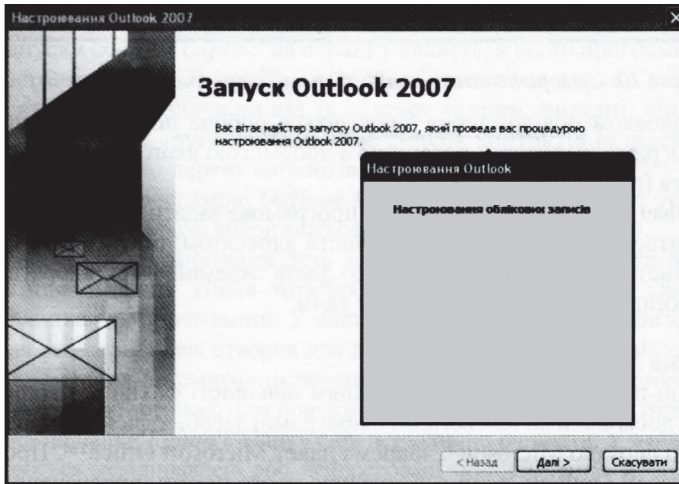 Настроювання Outlook 2007
Запуск Outlook 2007
Вас вітає майстер запуску Outlook 2007, який проведе вас процедурою
настроювання Outlook 2007.
Настроювання Outlook
Настроювання облікових записів
< Назад
Далі >
Скасувати